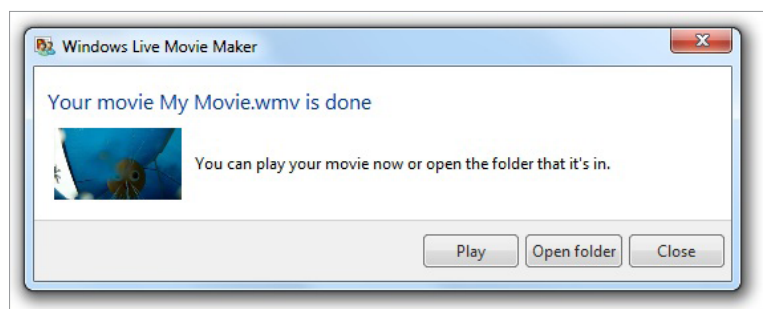 Windows Live Movie Maker
Your movie My Movie.wmv is done
You can play your movie now or open the folder that it's in.
Play
Open folder
Close